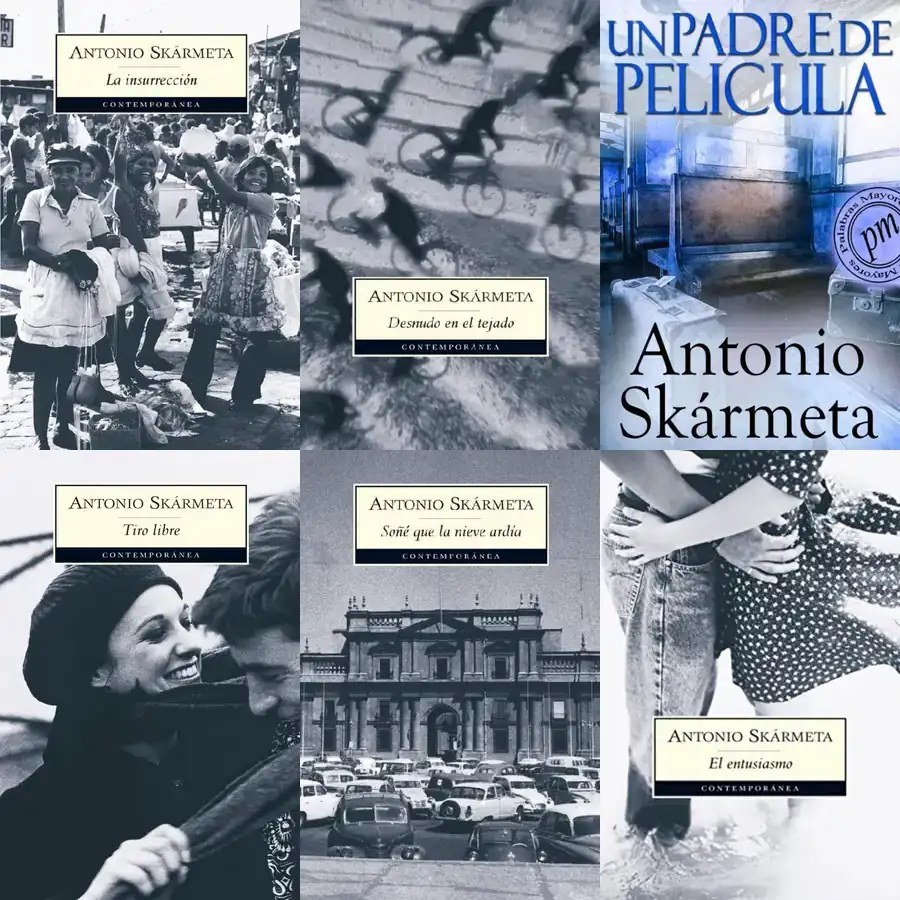 ANTONIO SKÁRMETA
La insurrección
CONTEMPORÁNEA
ANTONIO SKÁRMETA
Desnudo en el tejado
CONTEMPORÁNEA
UN PADRE DE
PELICULA
Palabras Mayores
pm
Mayores
Antonio
Skármeta
ANTONIO SKÁRMETA
Tiro libre
CONTEMPORÁNEA
ANTONIO SKÁRMETA
Soñé que la nieve ardía
CONTEMPORÁNEA
ANTONIO SKÁRMETA
El entusiasmo
CONTEMPORÁNEA